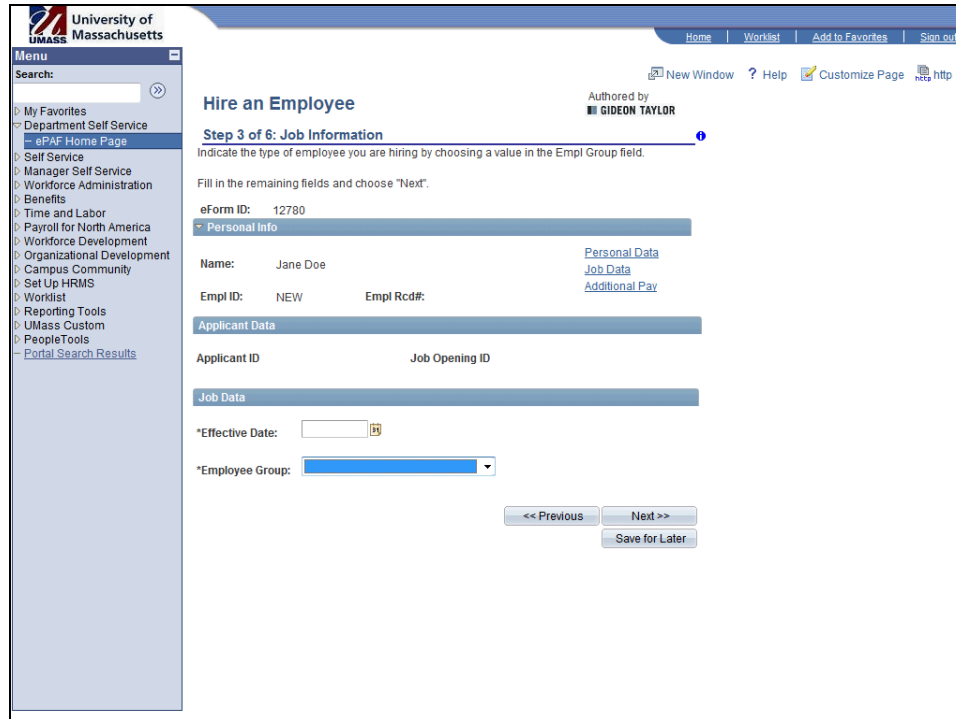 University of
Massachusetts
UMASS
Home | Worklist | Add to Favorites | Sign out
Menu
Search:
My Favorites
Department Self Service
– ePAF Home Page
Self Service
Manager Self Service
Workforce Administration
Benefits
Time and Labor
Payroll for North America
Workforce Development
Organizational Development
Campus Community
Set Up HRMS
Worklist
Reporting Tools
UMass Custom
PeopleTools
– Portal Search Results
New Window ? Help Customize Page http
Hire an Employee
Authored by
GIDEON TAYLOR
Step 3 of 6: Job Information
Indicate the type of employee you are hiring by choosing a value in the Empl Group field.
Fill in the remaining fields and choose "Next".
eForm ID: 12780
Personal Info
Name: Jane Doe
Personal Data
Job Data
Additional Pay
Empl ID: NEW Empl Rcd#:
Applicant Data
Applicant ID Job Opening ID
Job Data
*Effective Date: 31
*Employee Group:
<< Previous Next >>
Save for Later